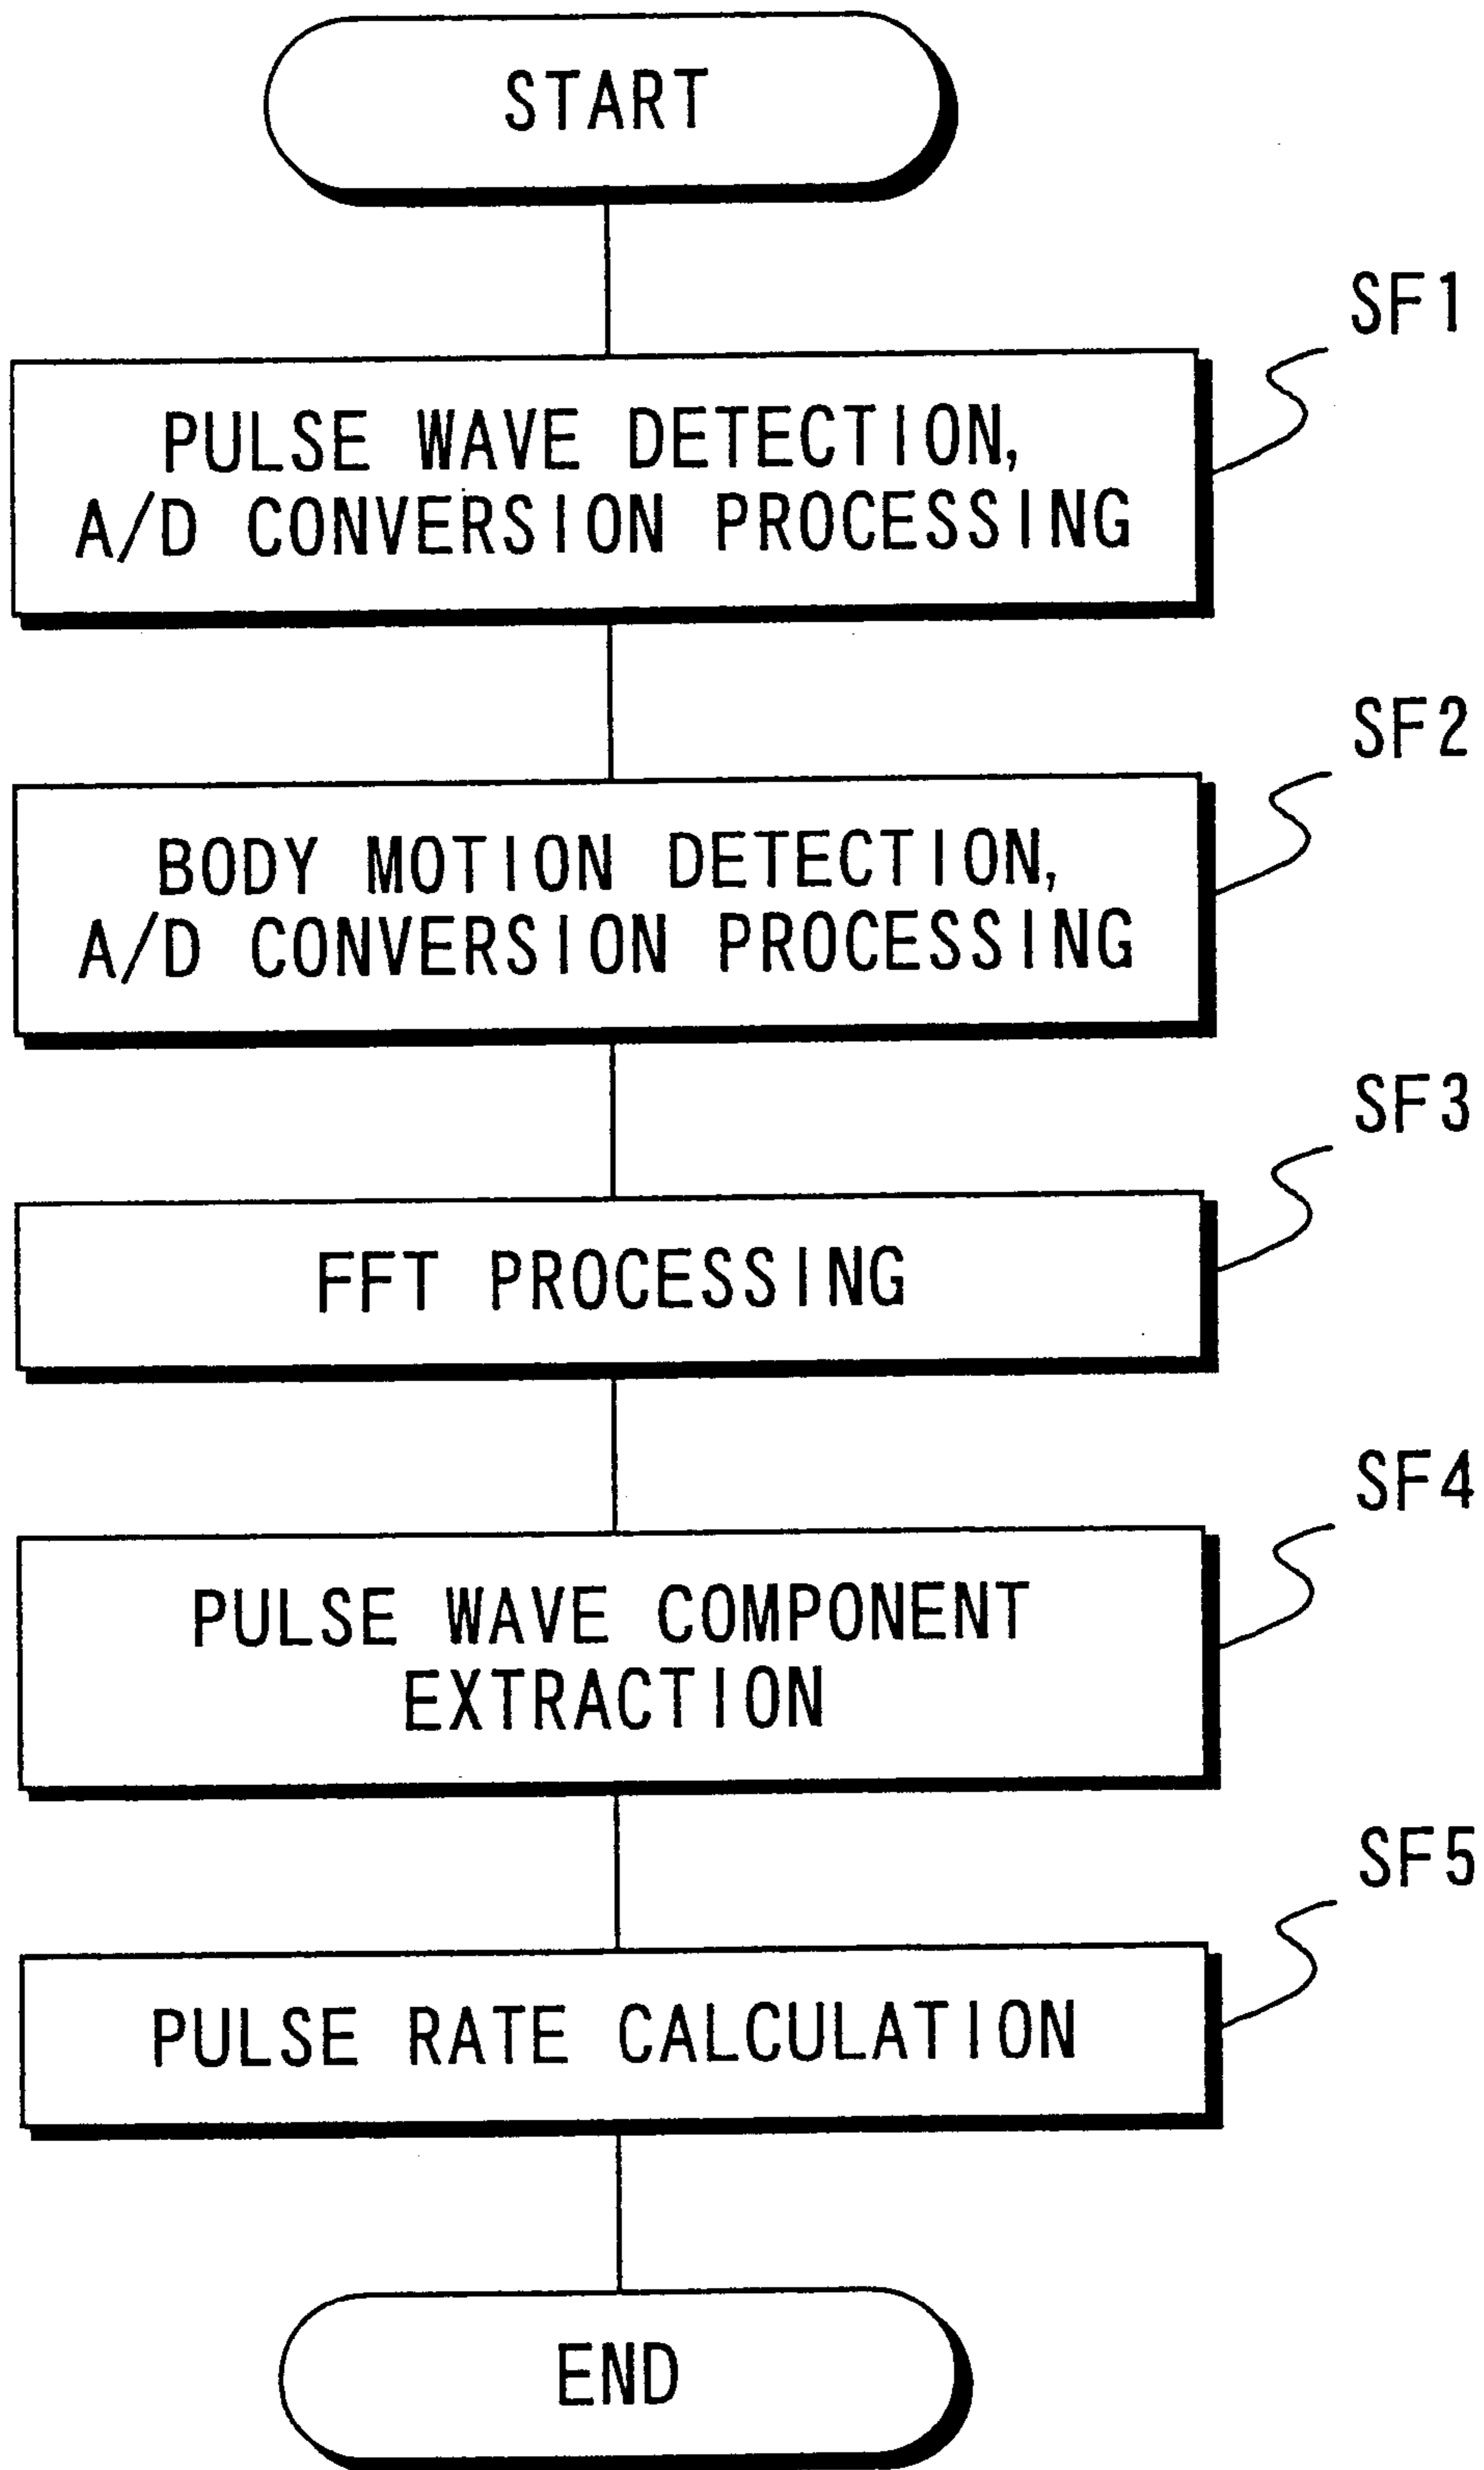 START
SF1
PULSE WAVE DETECTION,
A/D CONVERSION PROCESSING
SF2
BODY MOTION DETECTION,
A/D CONVERSION PROCESSING
SF3
FFT PROCESSING
SF4
PULSE WAVE COMPONENT
EXTRACTION
SF5
PULSE RATE CALCULATION
END